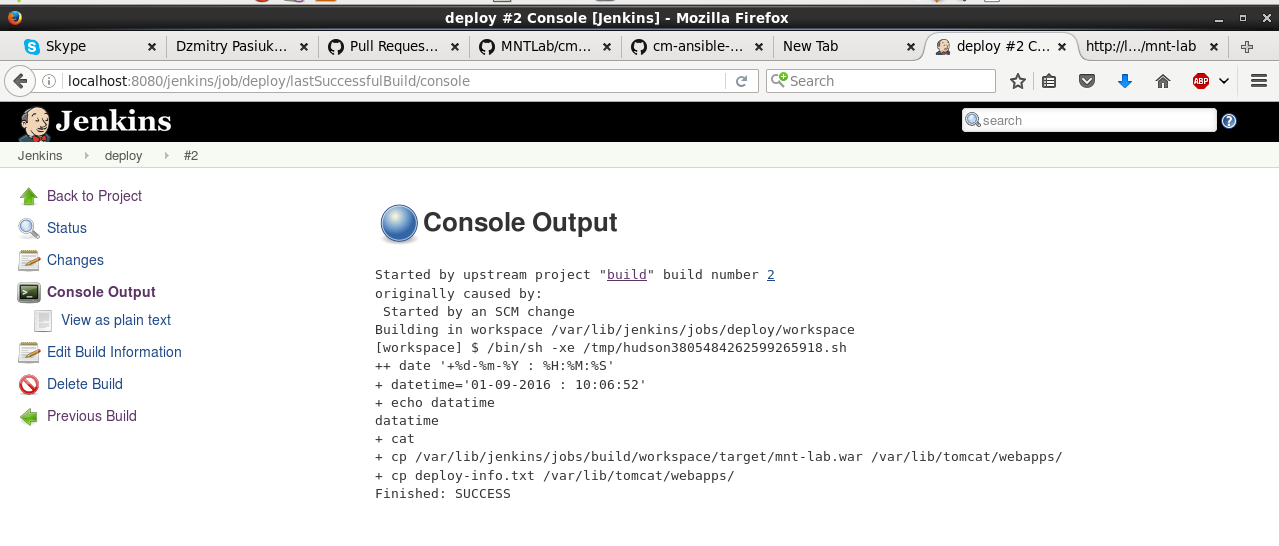 deploy #2 Console [Jenkins] - Mozilla Firefox
Skype
Dzmitry Pasiuk...
Pull Reques...
MNTLab/cm...
cm-ansible-...
New Tab
deploy #2 C...
http://l.../mnt-lab
localhost:8080/jenkins/job/deploy/lastSuccessfulBuild/console
Search
ABP
Jenkins
search
Jenkins
deploy
#2
Back to Project
Status
Changes
Console Output
View as plain text
Edit Build Information
Delete Build
Previous Build
Console Output
Started by upstream project "build" build number 2
originally caused by:
Started by an SCM change
Building in workspace /var/lib/jenkins/jobs/deploy/workspace
[workspace] $ /bin/sh -xe /tmp/hudson3805484262599265918.sh
++ date '+%d-%m-%Y : %H:%M:%S'
+ datetime='01-09-2016 : 10:06:52'
+ echo datatime
datatime
+ cat
+ cp /var/lib/jenkins/jobs/build/workspace/target/mnt-lab.war /var/lib/tomcat/webapps/
+ cp deploy-info.txt /var/lib/tomcat/webapps/
Finished: SUCCESS